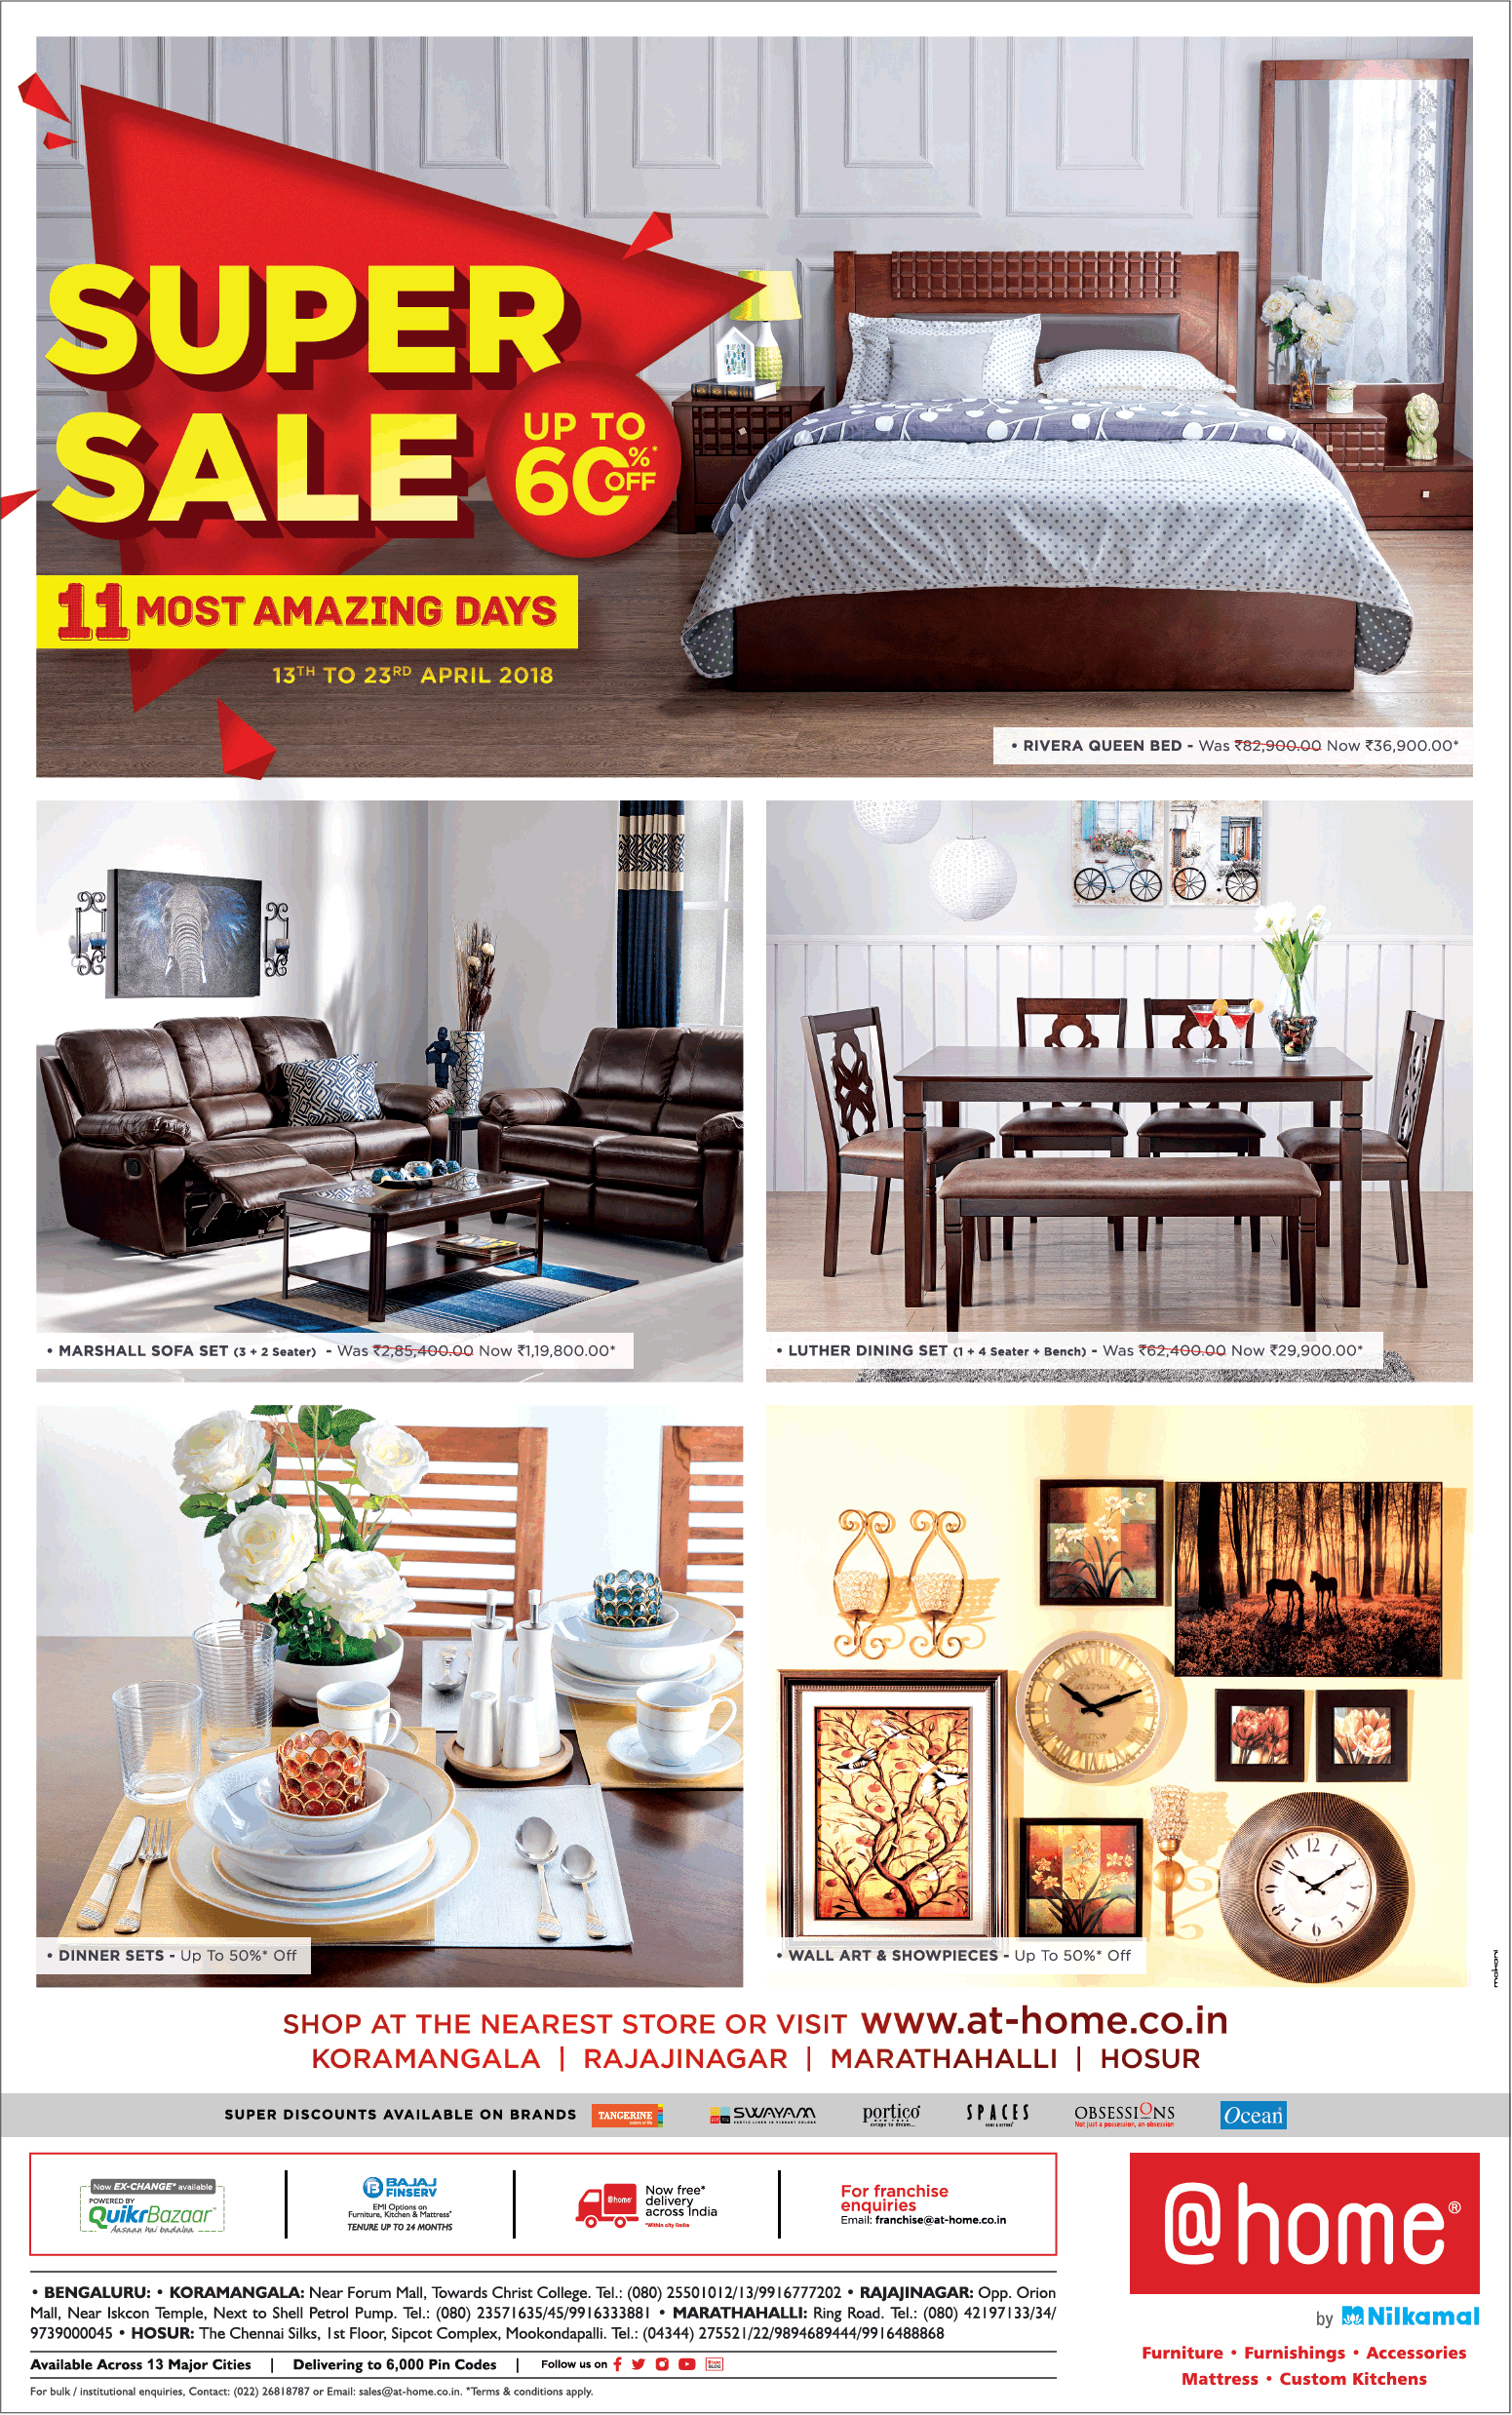 SUPER
SALE
UP TO
60%*
OFF
11 MOST AMAZING DAYS
13TH TO 23RD APRIL 2018
• RIVERA QUEEN BED - Was ₹82,900.00 Now ₹36,900.00*
• MARSHALL SOFA SET (3 + 2 Seater) - Was ₹2,85,400.00 Now ₹1,19,800.00*
• LUTHER DINING SET (1 + 4 Seater + Bench) - Was ₹62,400.00 Now ₹29,900.00*
• DINNER SETS - Up To 50%* Off
• WALL ART & SHOWPIECES - Up To 50%* Off
makani
SHOP AT THE NEAREST STORE OR VISIT www.at-home.co.in
KORAMANGALA | RAJAJINAGAR | MARATHAHALLI | HOSUR
SUPER DISCOUNTS AVAILABLE ON BRANDS TANGERINE SWAYAM portico SPACES OBSESSIONS Ocean
Not just a possession, an obsession
Now EX-CHANGE* available
POWERED BY
QuikrBazaar
Aasaan hai badalna
BAJAJ
FINSERV
EMI Options on
Furniture, Kitchen & Mattress*
TENURE UP TO 24 MONTHS
@home
Now free*
delivery
across India
*Within city limits
For franchise
enquiries
Email: franchise@at-home.co.in
@home®
by Nilkamal
Furniture • Furnishings • Accessories
Mattress • Custom Kitchens
• BENGALURU: • KORAMANGALA: Near Forum Mall, Towards Christ College. Tel.: (080) 25501012/13/9916777202 • RAJAJINAGAR: Opp. Orion
Mall, Near Iskcon Temple, Next to Shell Petrol Pump. Tel.: (080) 23571635/45/9916333881 • MARATHAHALLI: Ring Road. Tel.: (080) 42197133/34/
9739000045 • HOSUR: The Chennai Silks, 1st Floor, Sipcot Complex, Mookondapalli. Tel.: (04344) 275521/22/9894689444/9916488868
Available Across 13 Major Cities | Delivering to 6,000 Pin Codes | Follow us on
For bulk / institutional enquiries, Contact: (022) 26818787 or Email: sales@at-home.co.in. *Terms & conditions apply.